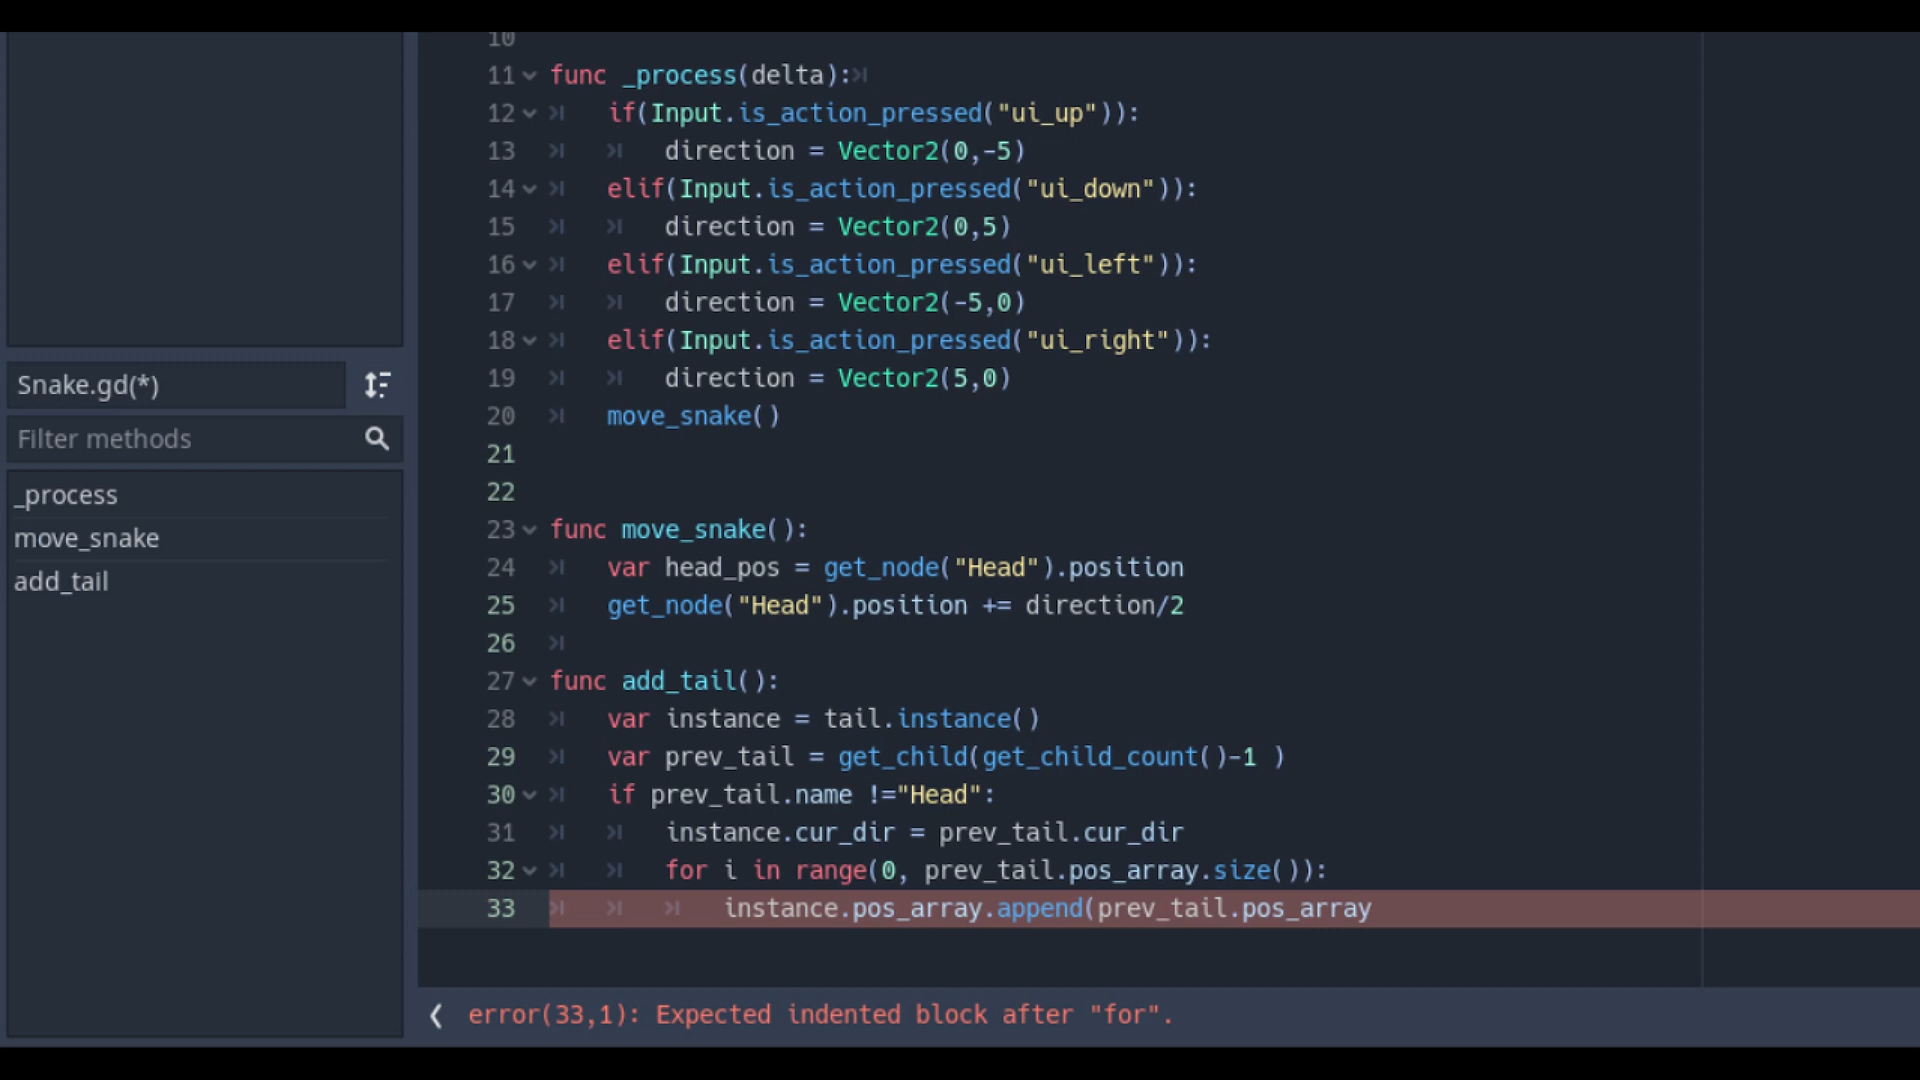 10
11 func _process(delta):
12 if(Input.is_action_pressed("ui_up")):
13 direction = Vector2(0,-5)
14 elif(Input.is_action_pressed("ui_down")):
15 direction = Vector2(0,5)
16 elif(Input.is_action_pressed("ui_left")):
17 direction = Vector2(-5,0)
18 elif(Input.is_action_pressed("ui_right")):
19 direction = Vector2(5,0)
20 move_snake()
21
22
23 func move_snake():
24 var head_pos = get_node("Head").position
25 get_node("Head").position += direction/2
26
27 func add_tail():
28 var instance = tail.instance()
29 var prev_tail = get_child(get_child_count()-1 )
30 if prev_tail.name !="Head":
31 instance.cur_dir = prev_tail.cur_dir
32 for i in range(0, prev_tail.pos_array.size()):
33 instance.pos_array.append(prev_tail.pos_array
Snake.gd(*)
Filter methods
_process
move_snake
add_tail
error(33,1): Expected indented block after "for".